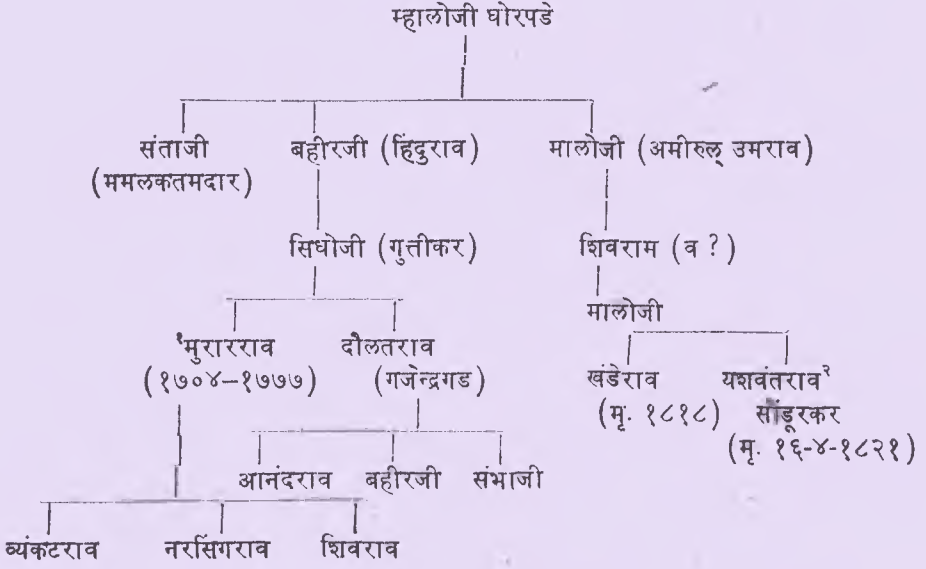 म्हालोजी घोरपडे
संताजी बहीरजी (हिंदुराव) मालोजी (अमीरुल् उमराव)
(ममलकतमदार)
सिधोजी (गुत्तीकर) शिवराम (व ?)
मालोजी
१मुरारराव दौलतराव खंडेराव यशवंतराव२
(१७०४–१७७७) (गजेन्द्रगड) (मृ. १८१८) सोंडूरकर
(मृ. १६-४-१८२१)
आनंदराव बहीरजी संभाजी
व्यंकटराव नरसिंगराव शिवराव